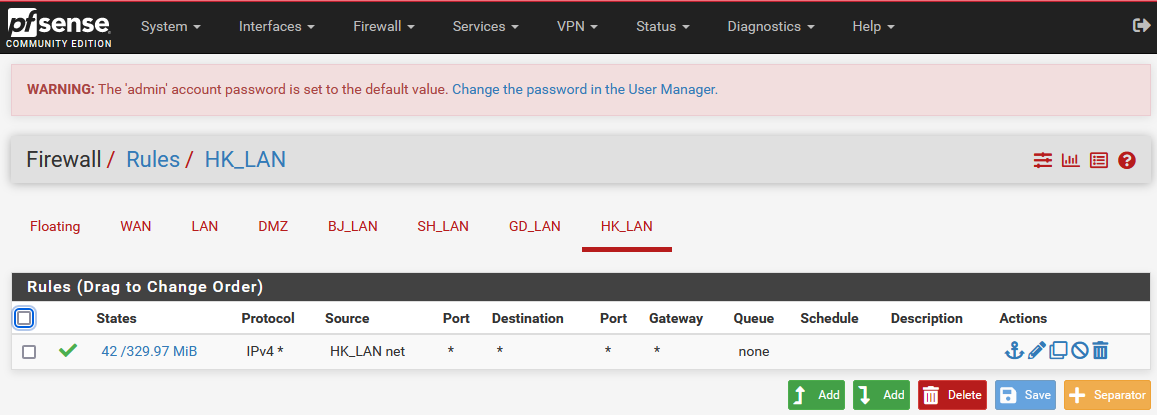 pfsense
COMMUNITY EDITION
System Interfaces Firewall Services VPN Status Diagnostics Help
WARNING: The 'admin' account password is set to the default value. Change the password in the User Manager.
Firewall / Rules / HK_LAN
Floating WAN LAN DMZ BJ_LAN SH_LAN GD_LAN HK_LAN
Rules (Drag to Change Order)
States Protocol Source Port Destination Port Gateway Queue Schedule Description Actions
42 /329.97 MiB IPv4 * HK_LAN net * * * * none
Add Add Delete Save Separator